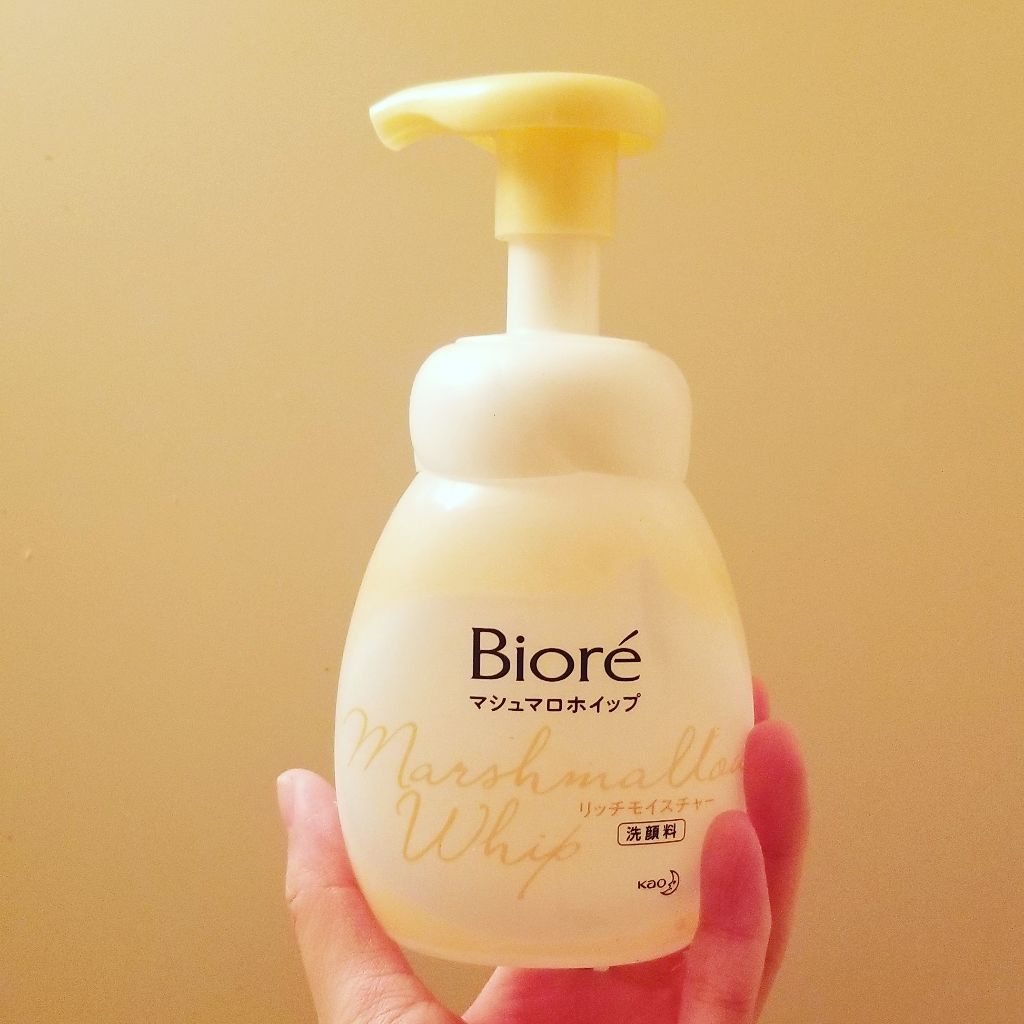 Bioré
マシュマロホイップ
Marshmallow
リッチモイスチャー
Whip
洗顔料
Kao